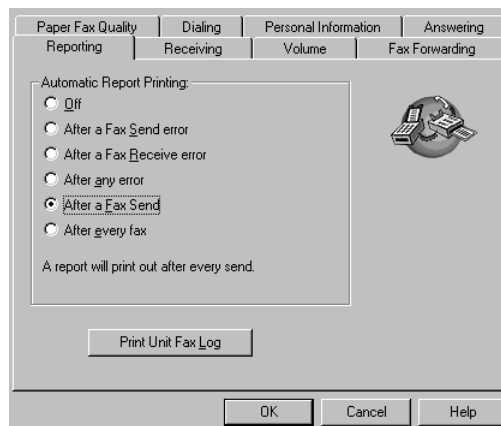 Paper Fax Quality Dialing Personal Information Answering
Reporting Receiving Volume Fax Forwarding
Automatic Report Printing:
Off
After a Fax Send error
After a Fax Receive error
After any error
After a Fax Send
After every fax
A report will print out after every send.
Print Unit Fax Log
OK Cancel Help